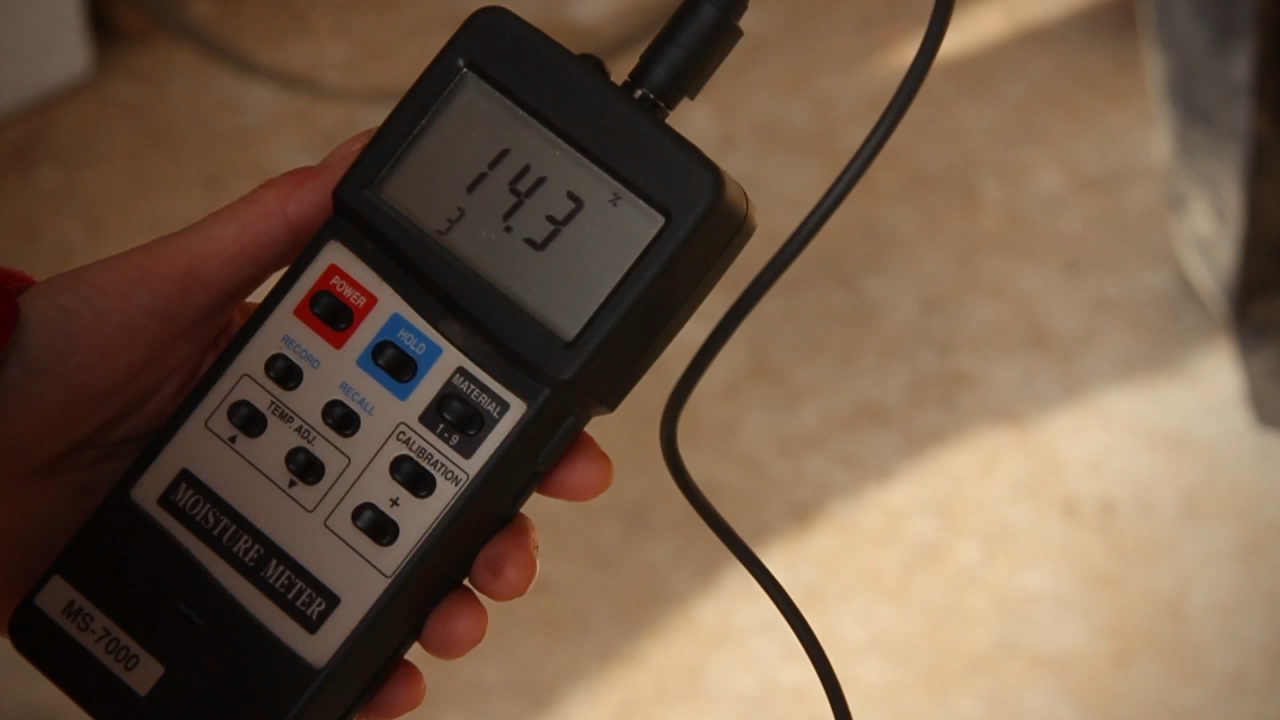 14.3 %
3
POWER
HOLD
RECORD
RECALL
MATERIAL
1-9
TEMP. ADJ.
▲
▼
CALIBRATION
+
MOISTURE METER
MS-7000